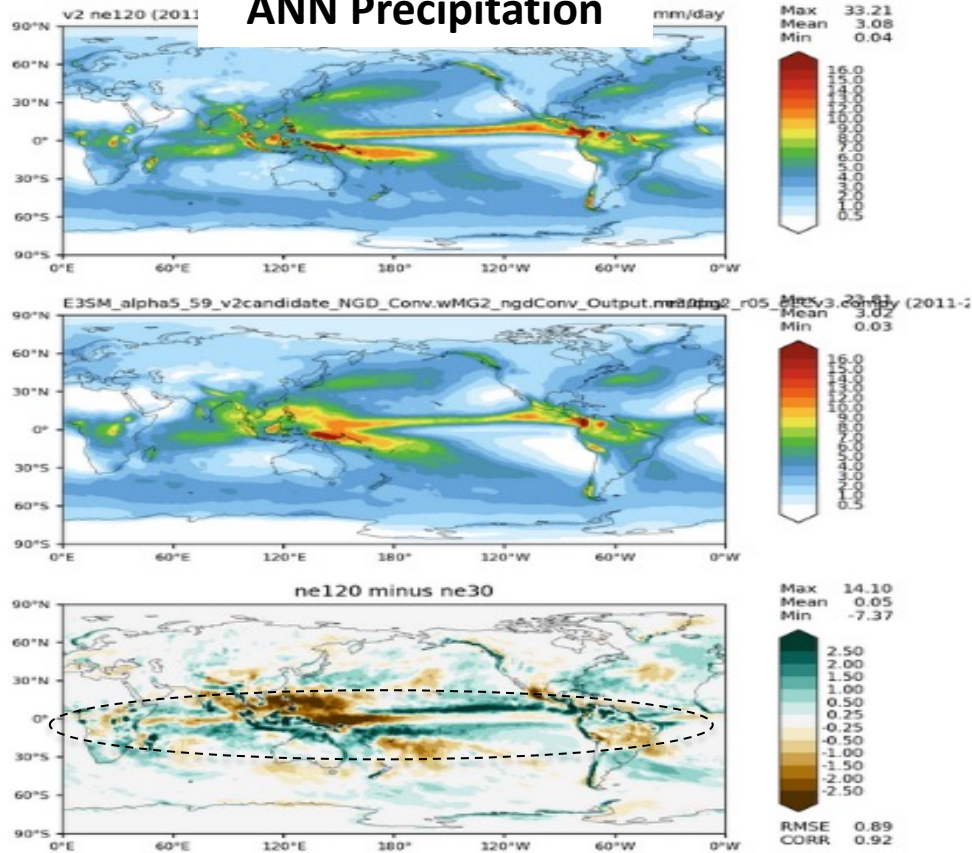 ANN Precipitation
v2 ne120 (2011
mm/day
Max 33.21
Mean 3.08
Min 0.04
90°N
60°N
30°N
0°
30°S
60°S
90°S
0°E 60°E 120°E 180° 120°W 60°W 0°W
16.0
15.0
14.0
13.0
12.0
11.0
10.0
9.0
8.0
7.0
6.0
5.0
4.0
3.0
2.0
1.0
0.5
E3SM_alpha5_59_v2candidate_NGD_Conv.wMG2_ngdConv_Output.
(2011-2
Max 23.81
Mean 3.02
Min 0.03
90°N
60°N
30°N
0°
30°S
60°S
90°S
0°E 60°E 120°E 180° 120°W 60°W 0°W
16.0
15.0
14.0
13.0
12.0
11.0
10.0
9.0
8.0
7.0
6.0
5.0
4.0
3.0
2.0
1.0
0.5
ne120 minus ne30
Max 14.10
Mean 0.05
Min -7.37
90°N
60°N
30°N
0°
30°S
60°S
90°S
0°E 60°E 120°E 180° 120°W 60°W 0°W
2.50
2.00
1.50
1.00
0.50
0.25
-0.25
-0.50
-1.00
-1.50
-2.00
-2.50
RMSE 0.89
CORR 0.92